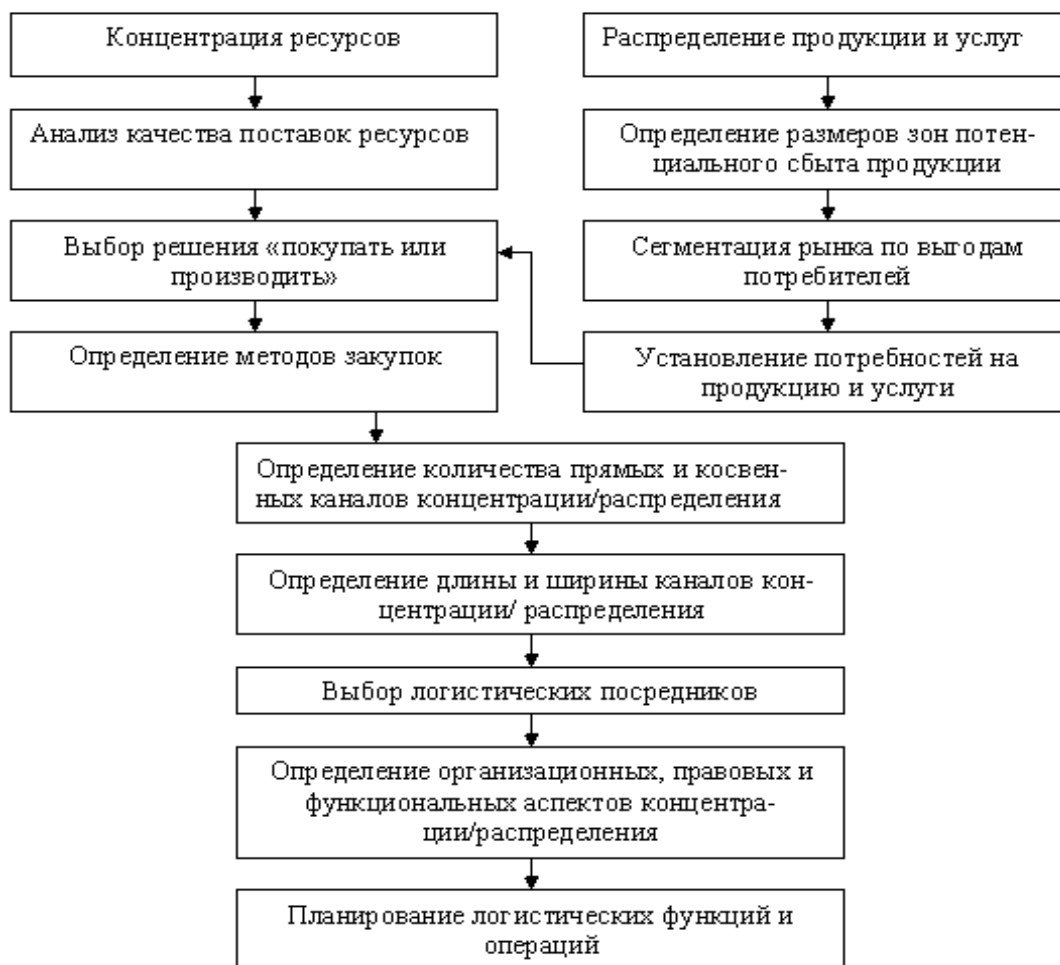 Концентрация ресурсов
Распределение продукции и услуг
Анализ качества поставок ресурсов
Определение размеров зон потен-
циального сбыта продукции
Выбор решения «покупать или
производить»
Сегментация рынка по выгодам
потребителей
Определение методов закупок
Установление потребностей на
продукцию и услуги
Определение количества прямых и косвен-
ных каналов концентрации/распределения
Определение длины и ширины каналов кон-
центрации/ распределения
Выбор логистических посредников
Определение организационных, правовых и
функциональных аспектов концентра-
ции/распределения
Планирование логистических функций и
операций